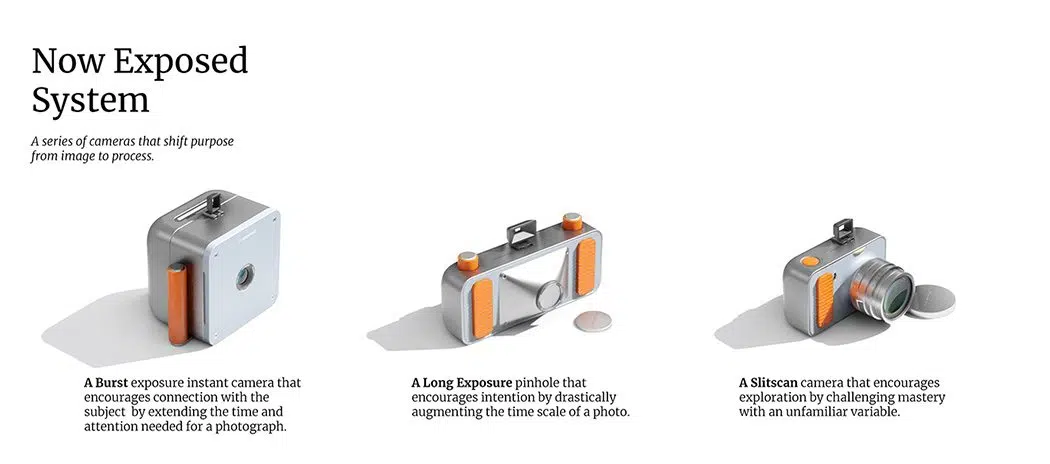 Now Exposed
System
A series of cameras that shift purpose
from image to process.
A Burst exposure instant camera that
encourages connection with the
subject by extending the time and
attention needed for a photograph.
A Long Exposure pinhole that
encourages intention by drastically
augmenting the time scale of a photo.
A Slitscan camera that encourages
exploration by challenging mastery
with an unfamiliar variable.